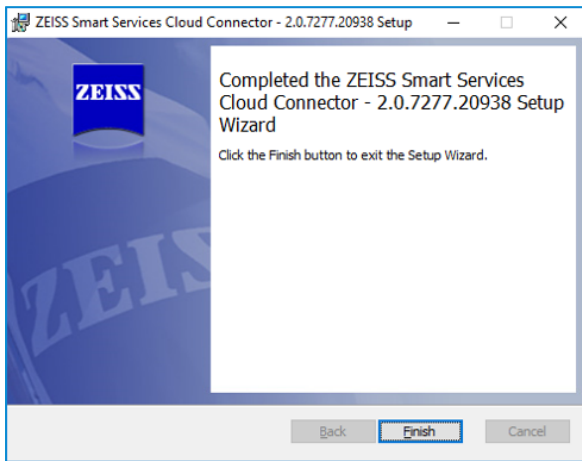 ZEISS Smart Services Cloud Connector - 2.0.7277.20938 Setup
ZEISS
Completed the ZEISS Smart Services
Cloud Connector - 2.0.7277.20938 Setup
Wizard
Click the Finish button to exit the Setup Wizard.
ZEIS
Back
Finish
Cancel